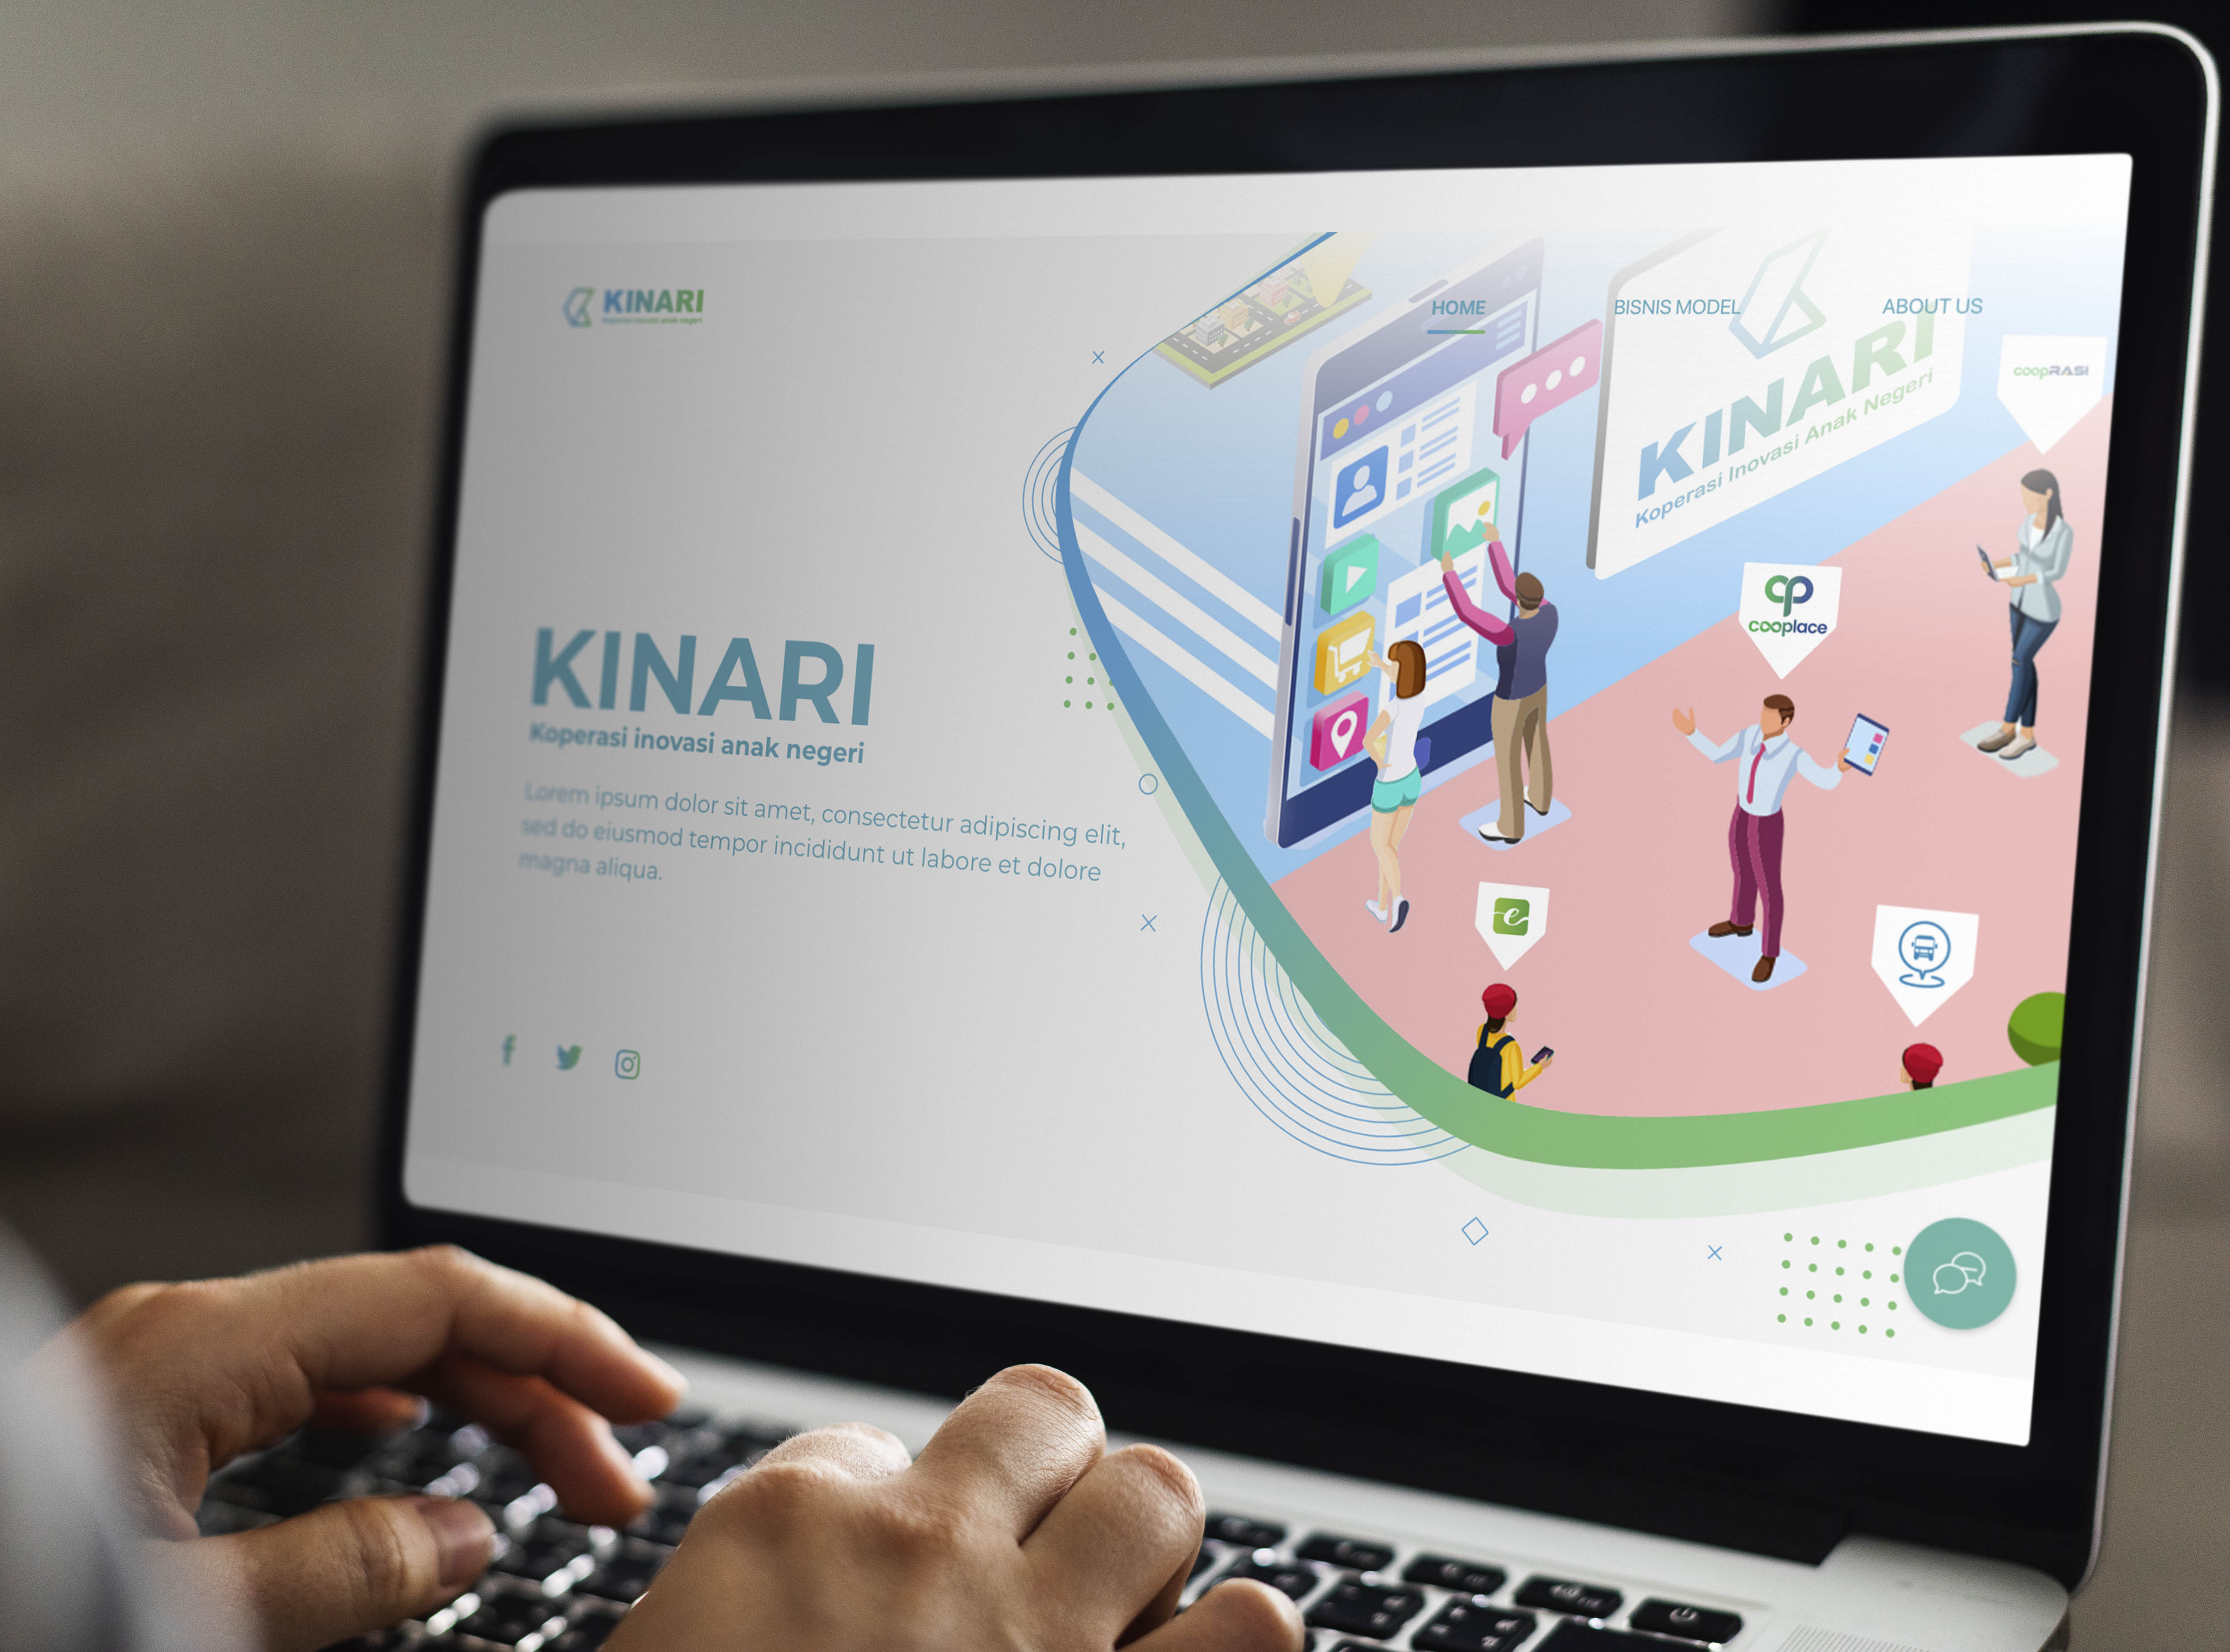 KINARI
Koperasi inovasi anak negeri
HOME
BISNIS MODEL
ABOUT US
KINARI
Koperasi Inovasi Anak Negeri
coopRASI
cp
cooplace
e
KINARI
Koperasi inovasi anak negeri
Lorem ipsum dolor sit amet, consectetur adipiscing elit,
sed do eiusmod tempor incididunt ut labore et dolore
magna aliqua.